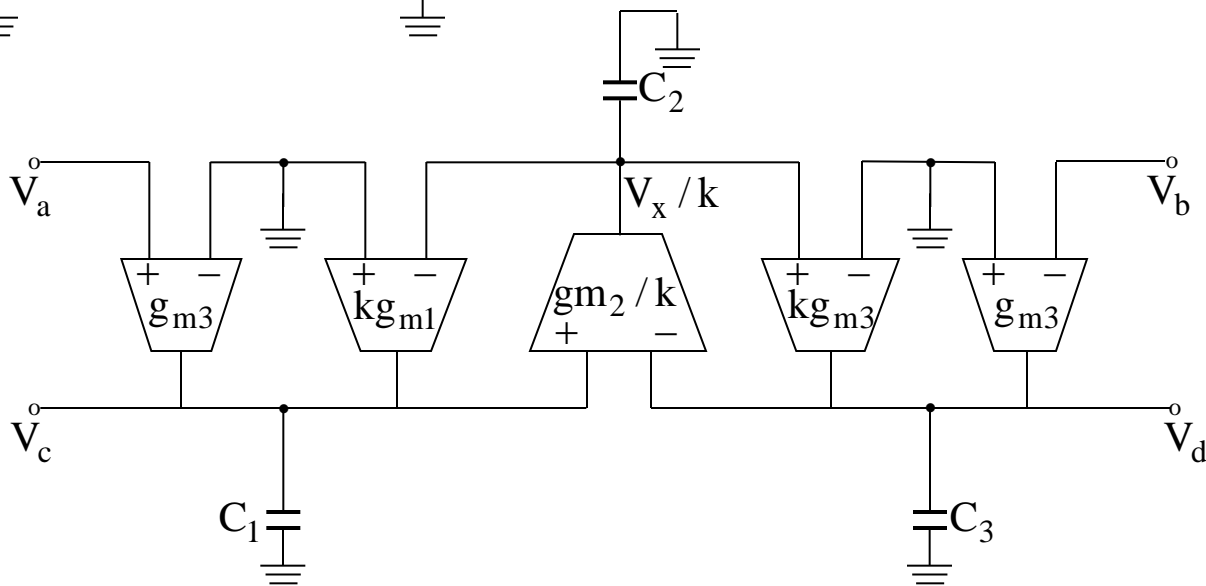 C2
Va
Vx / k
Vb
+ − + − + − + −
gm3 kgm1 gm2 / k kgm3 gm3
+ −
Vc
Vd
C1
C3